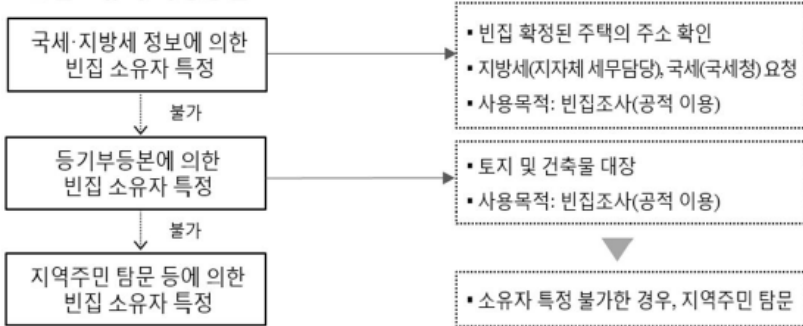 국세·지방세 정보에 의한
빈집 소유자 특정
▪ 빈집 확정된 주택의 주소 확인
▪ 지방세(지자체 세무담당), 국세(국세청) 요청
▪ 사용목적: 빈집조사(공적 이용)
불가
등기부등본에 의한
빈집 소유자 특정
▪ 토지 및 건축물 대장
▪ 사용목적: 빈집조사(공적 이용)
불가
지역주민 탐문 등에 의한
빈집 소유자 특정
▪ 소유자 특정 불가한 경우, 지역주민 탐문